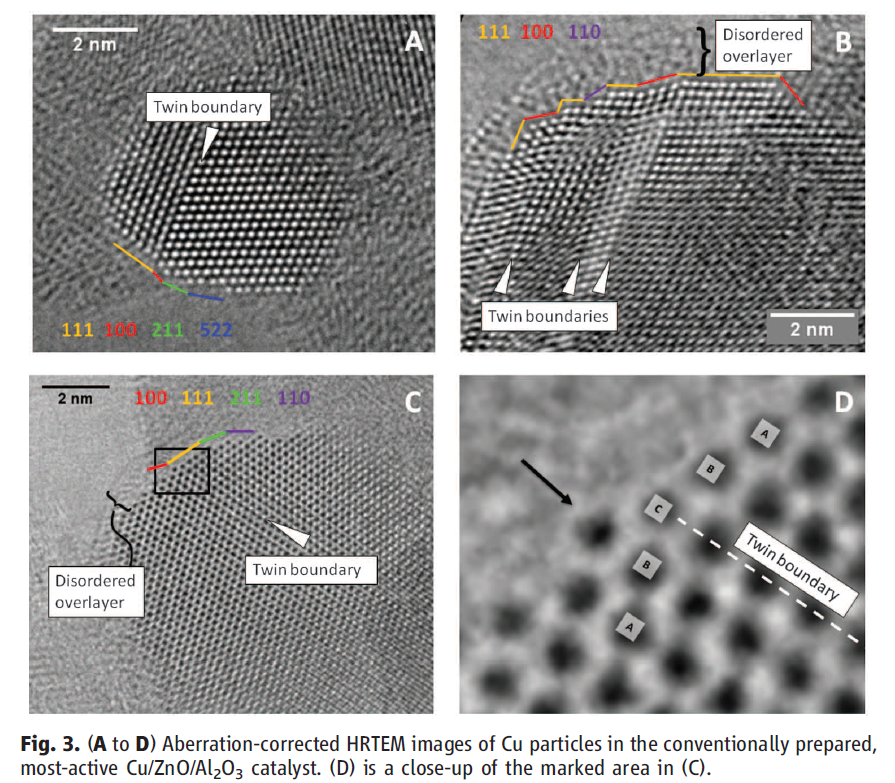 2 nm
A
Twin boundary
111 100 211 522
111 100 110
Disordered
overlayer
B
Twin boundaries
2 nm
2 nm
100 111 211 110
C
Disordered
overlayer
Twin boundary
D
A
B
C
B
A
Twin boundary
Fig. 3. (A to D) Aberration-corrected HRTEM images of Cu particles in the conventionally prepared,
most-active Cu/ZnO/Al₂O₃ catalyst. (D) is a close-up of the marked area in (C).